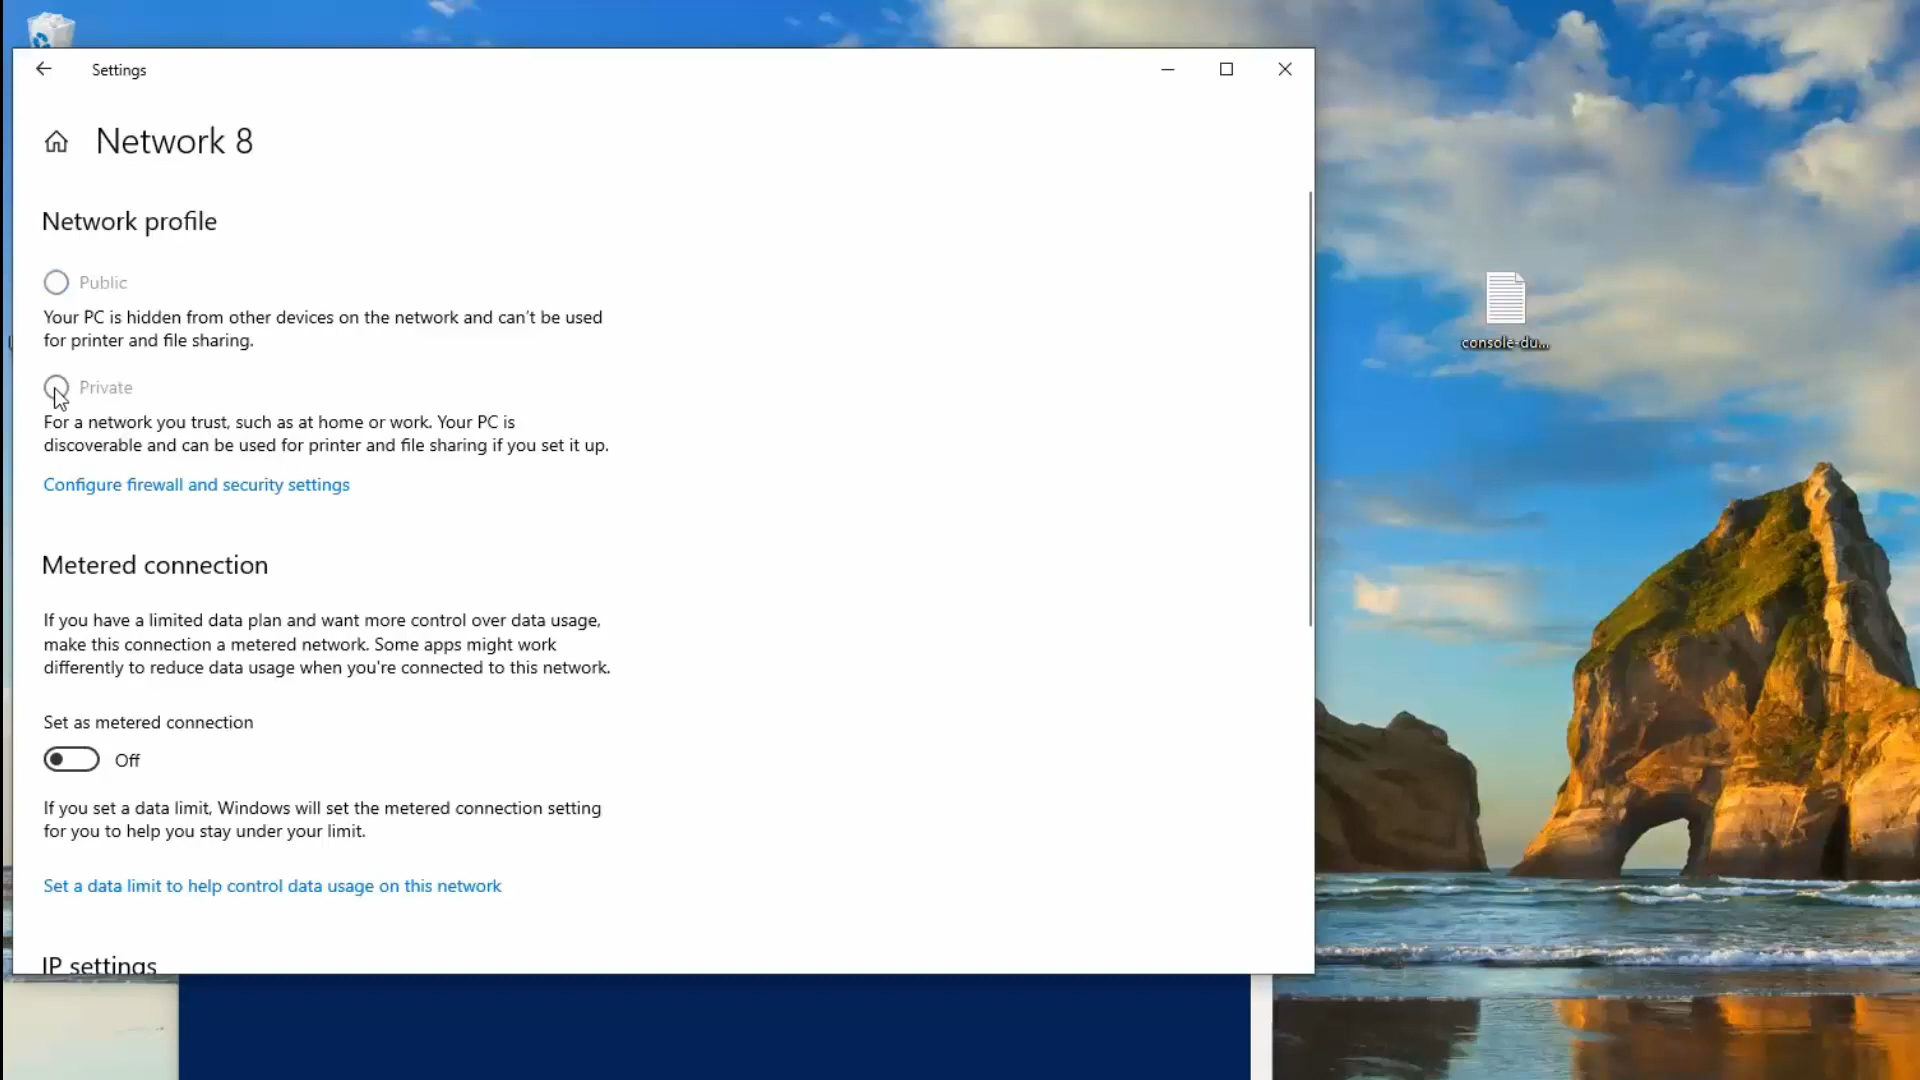 Settings
Network 8
Network profile
Public
Your PC is hidden from other devices on the network and can't be used
for printer and file sharing.
Private
For a network you trust, such as at home or work. Your PC is
discoverable and can be used for printer and file sharing if you set it up.
Configure firewall and security settings
Metered connection
If you have a limited data plan and want more control over data usage,
make this connection a metered network. Some apps might work
differently to reduce data usage when you're connected to this network.
Set as metered connection
Off
If you set a data limit, Windows will set the metered connection setting
for you to help you stay under your limit.
Set a data limit to help control data usage on this network
IP settings
console-du...